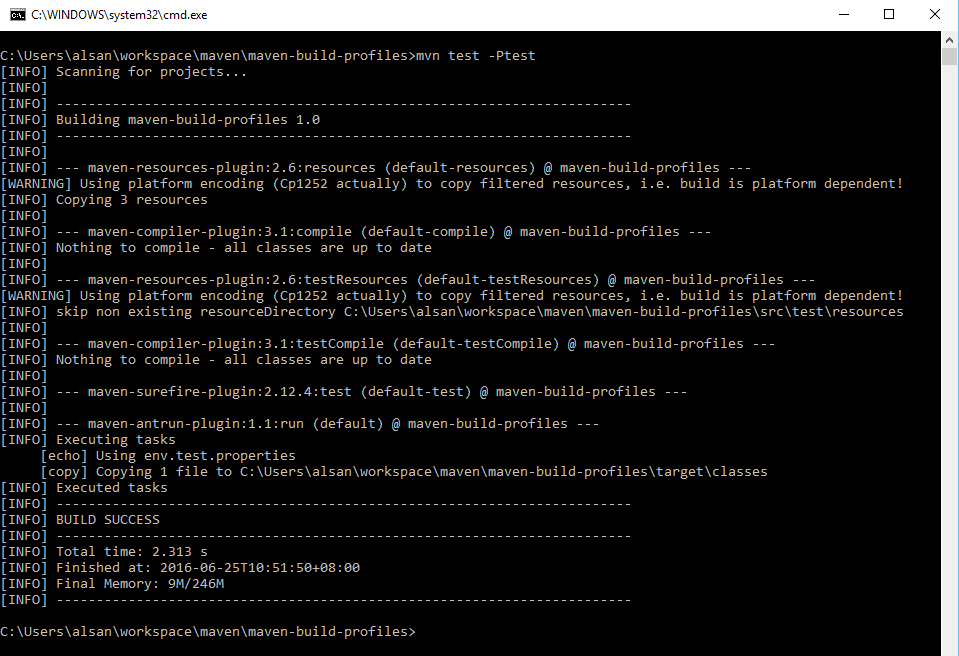 C:\WINDOWS\system32\cmd.exe
C:\Users\alsan\workspace\maven\maven-build-profiles>mvn test -Ptest
[INFO] Scanning for projects...
[INFO]
[INFO] ------------------------------------------------------------------------
[INFO] Building maven-build-profiles 1.0
[INFO] ------------------------------------------------------------------------
[INFO]
[INFO] --- maven-resources-plugin:2.6:resources (default-resources) @ maven-build-profiles ---
[WARNING] Using platform encoding (Cp1252 actually) to copy filtered resources, i.e. build is platform dependent!
[INFO] Copying 3 resources
[INFO]
[INFO] --- maven-compiler-plugin:3.1:compile (default-compile) @ maven-build-profiles ---
[INFO] Nothing to compile - all classes are up to date
[INFO]
[INFO] --- maven-resources-plugin:2.6:testResources (default-testResources) @ maven-build-profiles ---
[WARNING] Using platform encoding (Cp1252 actually) to copy filtered resources, i.e. build is platform dependent!
[INFO] skip non existing resourceDirectory C:\Users\alsan\workspace\maven\maven-build-profiles\src\test\resources
[INFO]
[INFO] --- maven-compiler-plugin:3.1:testCompile (default-testCompile) @ maven-build-profiles ---
[INFO] Nothing to compile - all classes are up to date
[INFO]
[INFO] --- maven-surefire-plugin:2.12.4:test (default-test) @ maven-build-profiles ---
[INFO]
[INFO] --- maven-antrun-plugin:1.1:run (default) @ maven-build-profiles ---
[INFO] Executing tasks
     [echo] Using env.test.properties
     [copy] Copying 1 file to C:\Users\alsan\workspace\maven\maven-build-profiles\target\classes
[INFO] Executed tasks
[INFO] ------------------------------------------------------------------------
[INFO] BUILD SUCCESS
[INFO] ------------------------------------------------------------------------
[INFO] Total time: 2.313 s
[INFO] Finished at: 2016-06-25T10:51:50+08:00
[INFO] Final Memory: 9M/246M
[INFO] ------------------------------------------------------------------------
C:\Users\alsan\workspace\maven\maven-build-profiles>